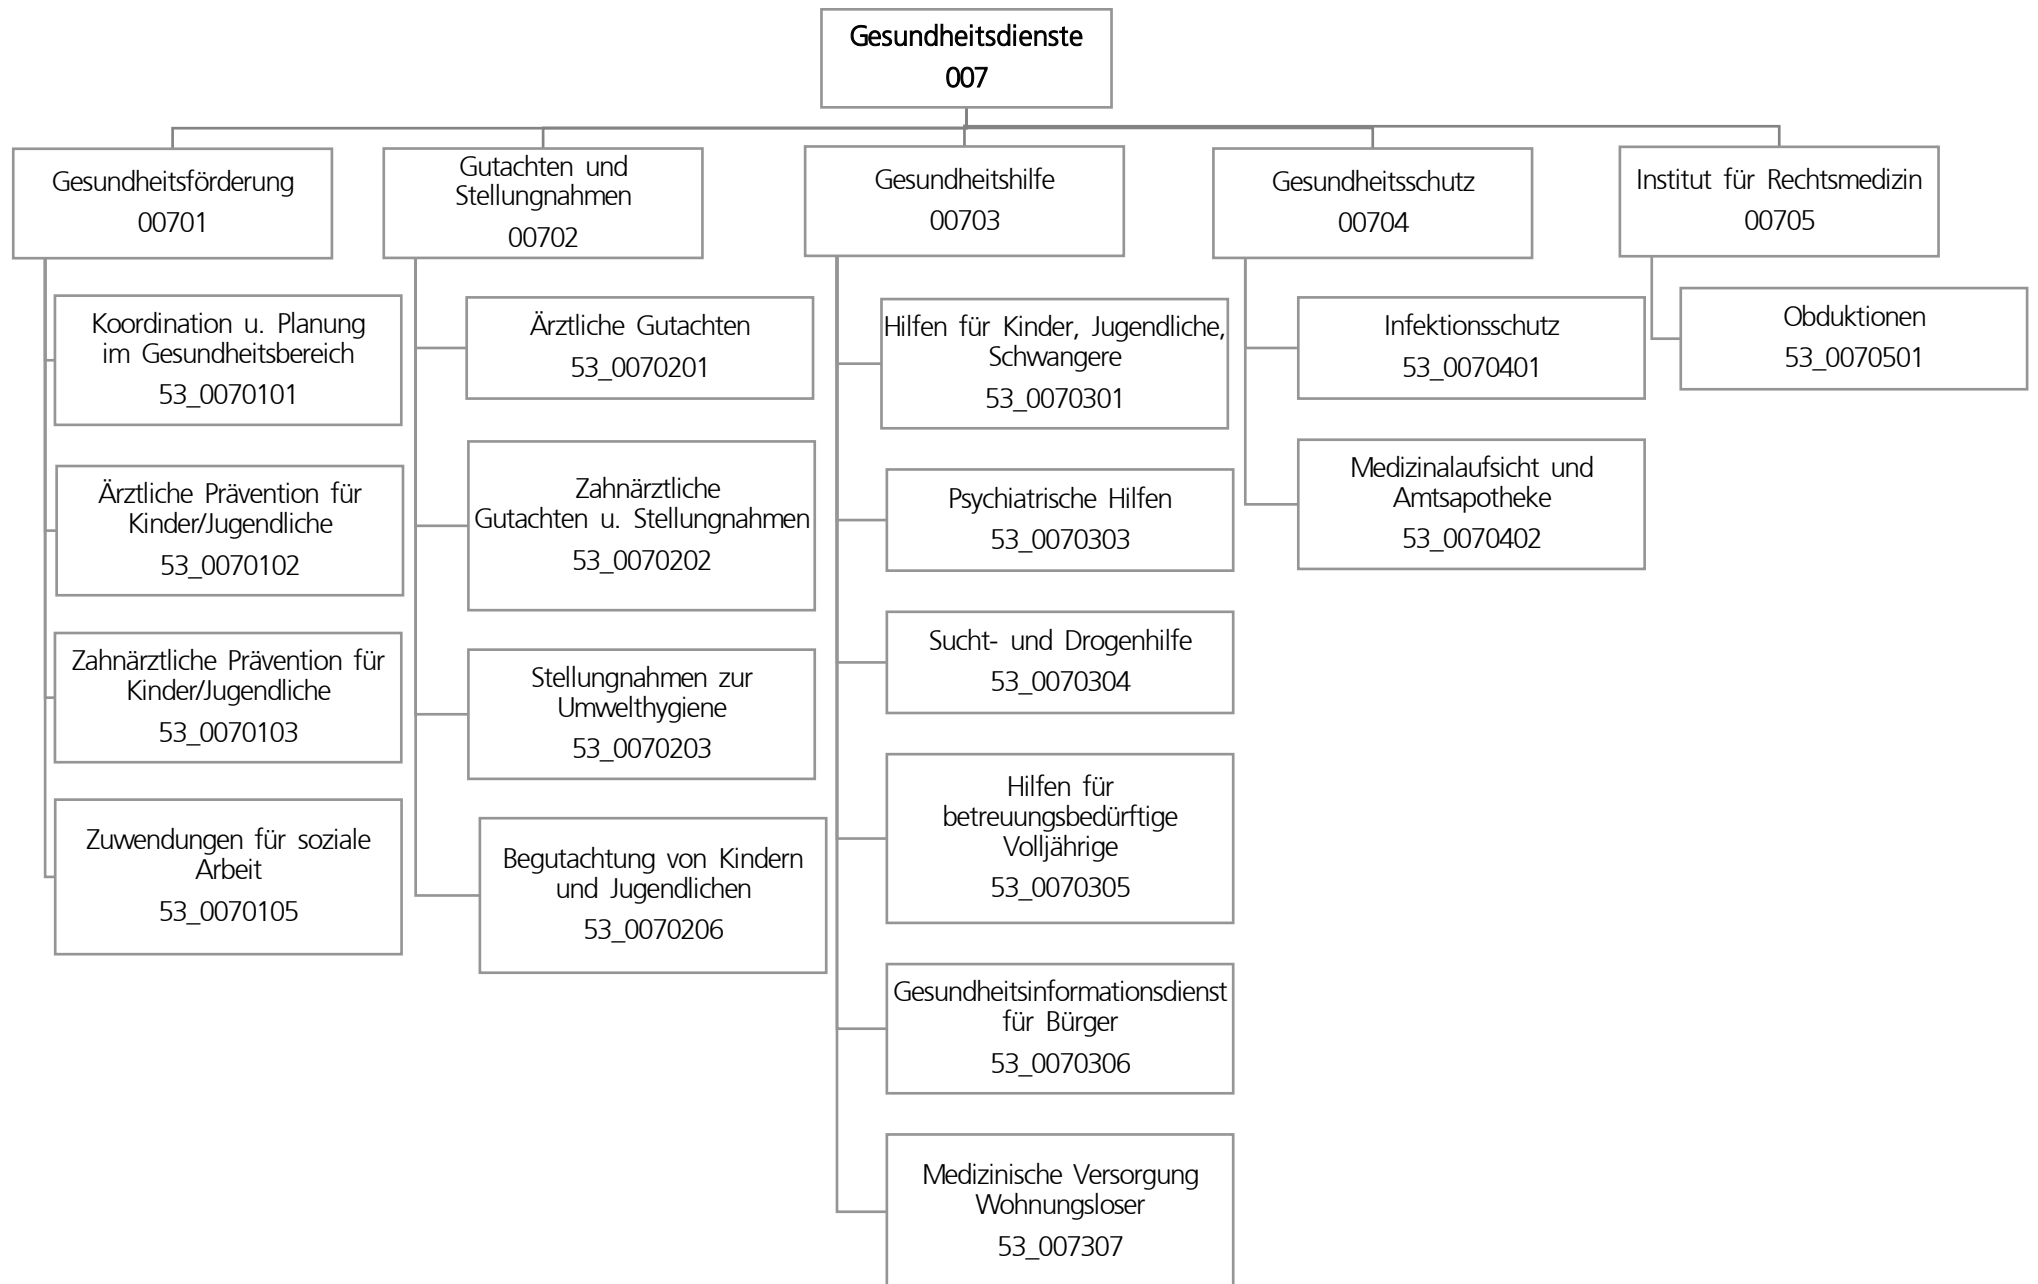 Gesundheitsdienste
007
Gesundheitsförderung
00701
Koordination u. Planung
im Gesundheitsbereich
53_0070101
Ärztliche Prävention für
Kinder/Jugendliche
53_0070102
Zahnärztliche Prävention für
Kinder/Jugendliche
53_0070103
Zuwendungen für soziale
Arbeit
53_0070105
Gutachten und
Stellungnahmen
00702
Ärztliche Gutachten
53_0070201
Zahnärztliche
Gutachten u. Stellungnahmen
53_0070202
Stellungnahmen zur
Umwelthygiene
53_0070203
Begutachtung von Kindern
und Jugendlichen
53_0070206
Gesundheitshilfe
00703
Hilfen für Kinder, Jugendliche,
Schwangere
53_0070301
Psychiatrische Hilfen
53_0070303
Sucht- und Drogenhilfe
53_0070304
Hilfen für
betreuungsbedürftige
Volljährige
53_0070305
Gesundheitsinformationsdienst
für Bürger
53_0070306
Medizinische Versorgung
Wohnungsloser
53_007307
Gesundheitsschutz
00704
Infektionsschutz
53_0070401
Medizinalaufsicht und
Amtsapotheke
53_0070402
Institut für Rechtsmedizin
00705
Obduktionen
53_0070501